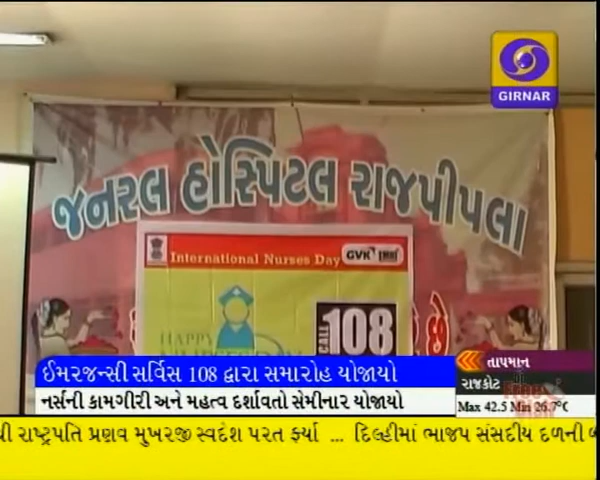 GIRNAR
જનરલ હોસ્પિટલ રાજપીપલા
International Nurses Day
GVK EMRI
HAPPY
CALL 108
ઈમરજન્સી સર્વિસ 108 દ્વારા સમારોહ યોજાયો
નર્સની કામગીરી અને મહત્વ દર્શાવતો સેમીનાર યોજાયો
તાપમાન
રાજકોટ
Max 42.5 Min 26.7°C
રાષ્ટ્રપતિ પ્રણવ મુખરજી સ્વદેશ પરત ફર્યા ... દિલ્હીમાં ભાજપ સંસદીય દળની